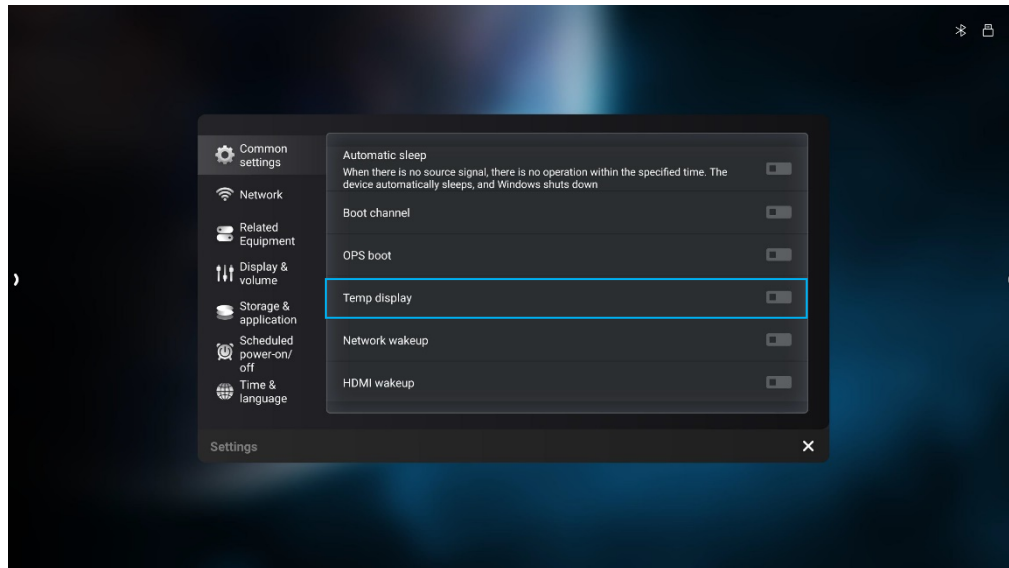 Common
settings
Network
Related
Equipment
Display &
volume
Storage &
application
Scheduled
power-on/
off
Time &
language
Automatic sleep
When there is no source signal, there is no operation within the specified time. The
device automatically sleeps, and Windows shuts down
Boot channel
OPS boot
Temp display
Network wakeup
HDMI wakeup
Settings